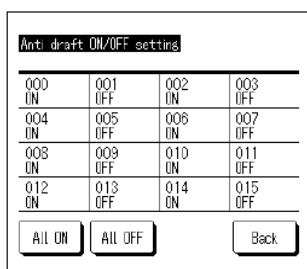 Anti draft ON/OFF setting
000 001 002 003
ON OFF ON OFF
004 005 006 007
ON OFF ON OFF
008 009 010 011
ON OFF ON OFF
012 013 014 015
ON OFF ON OFF
All ON All OFF Back